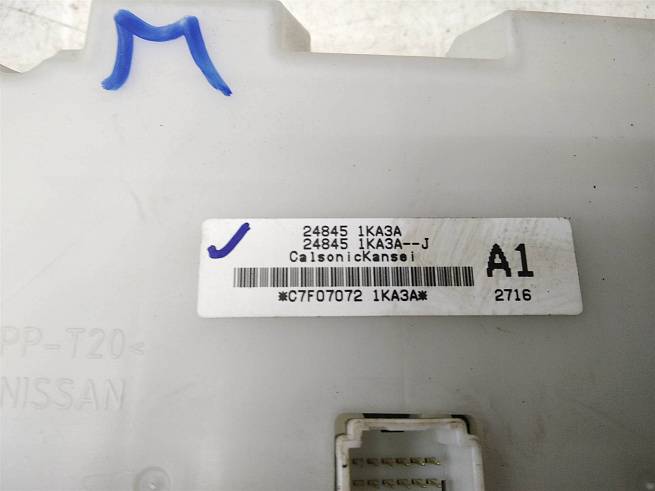 M
24845 1KA3A
24845 1KA3A--J
CalsonicKansei
A1
*C7F07072 1KA3A*
2716
PP-T20<
NISSAN